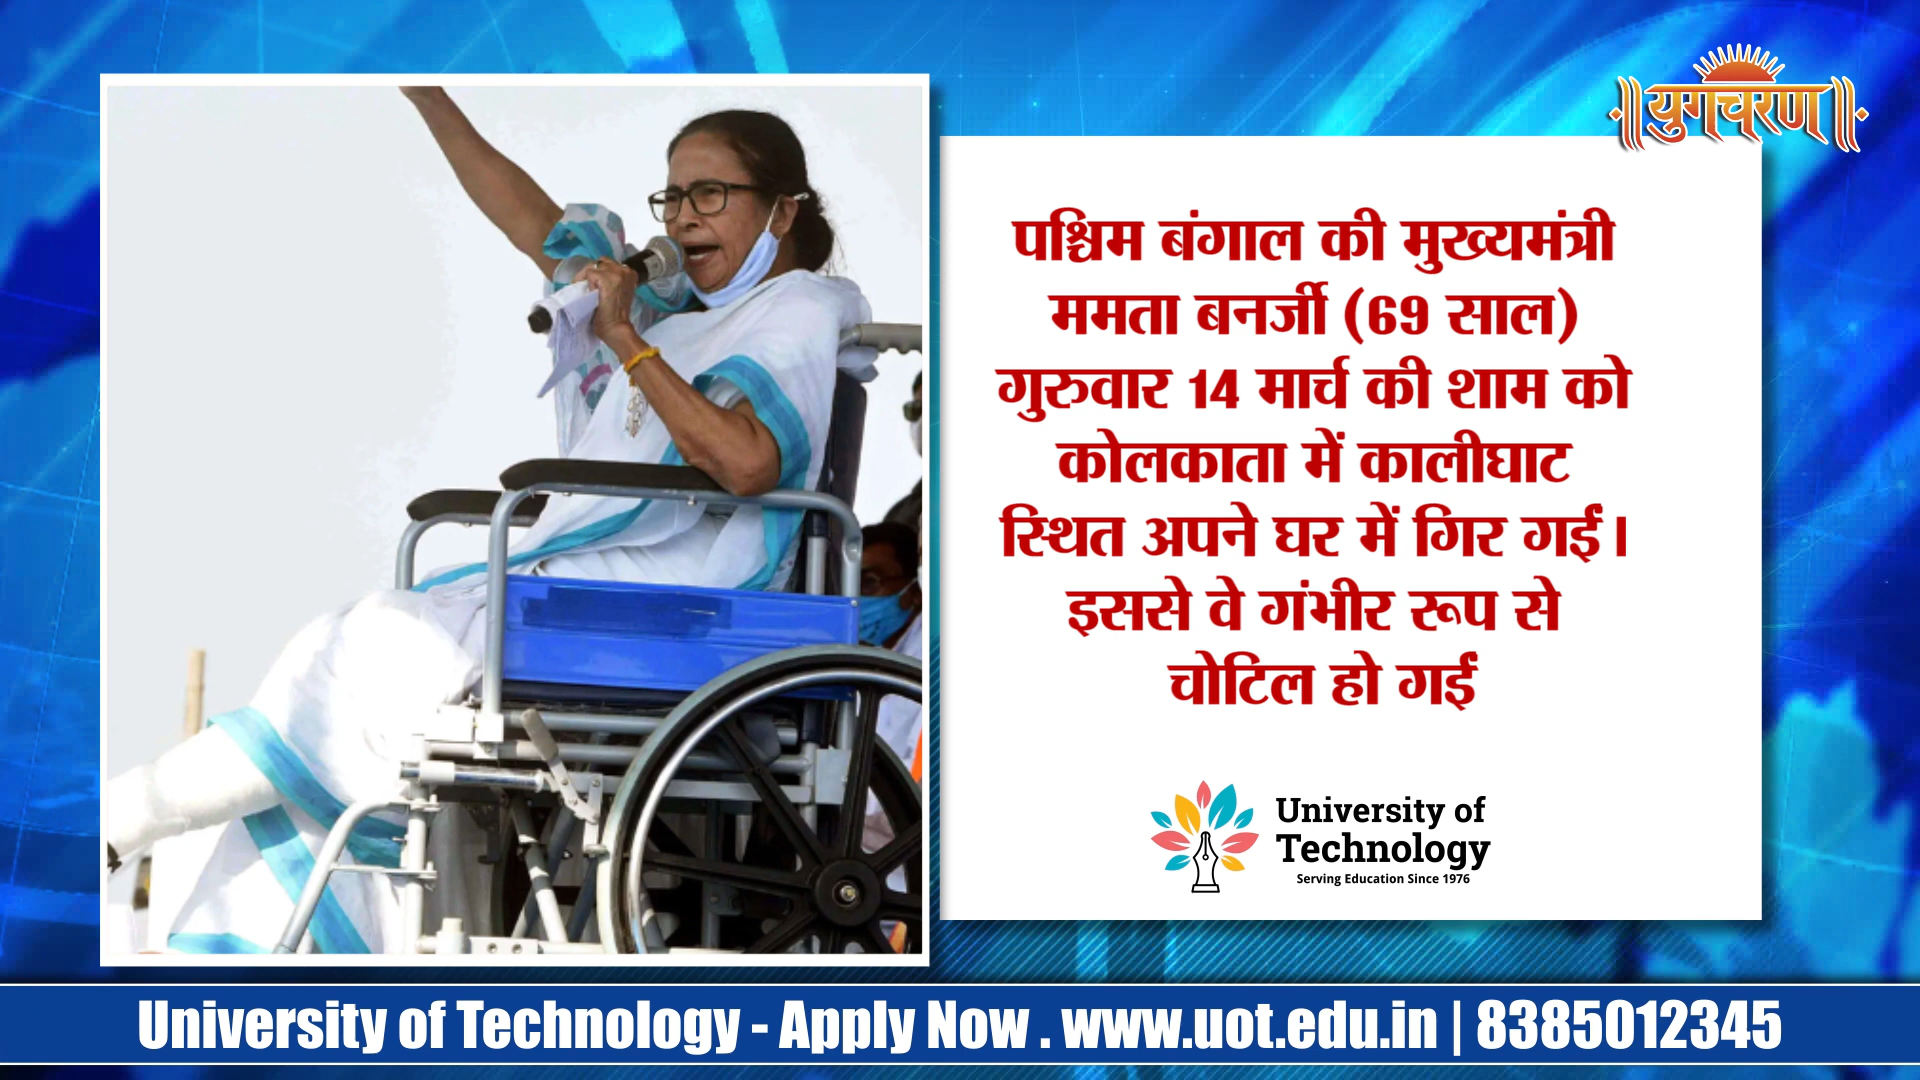 ॥युगचरण॥
पश्चिम बंगाल की मुख्यमंत्री
ममता बनर्जी (69 साल)
गुरुवार 14 मार्च की शाम को
कोलकाता में कालीघाट
स्थित अपने घर में गिर गईं।
इससे वे गंभीर रूप से
चोटिल हो गईं
University of
Technology
Serving Education Since 1976
University of Technology - Apply Now . www.uot.edu.in | 8385012345